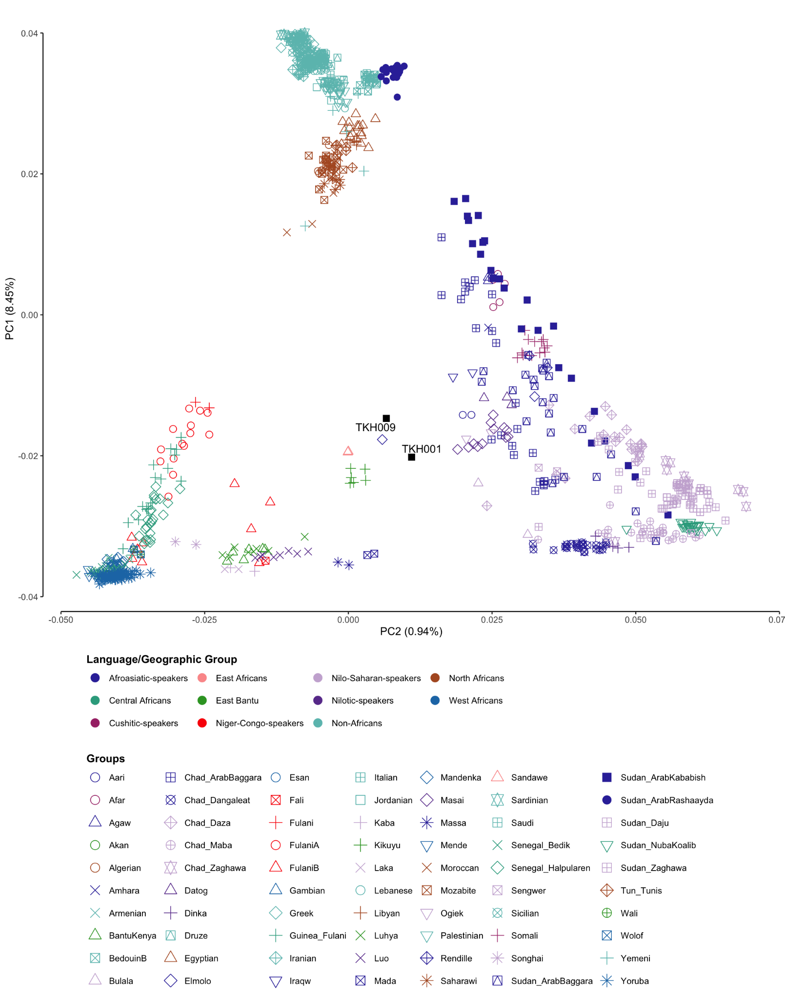 0.04
0.02
0.00
-0.02
-0.04
PC1 (8.45%)
TKH009
TKH001
-0.050 -0.025 0.000 0.025 0.050 0.07
PC2 (0.94%)
Language/Geographic Group
Afroasiatic-speakers East Africans Nilo-Saharan-speakers North Africans
Central Africans East Bantu Nilotic-speakers West Africans
Cushitic-speakers Niger-Congo-speakers Non-Africans
Groups
Aari Chad_ArabBaggara Esan Italian Mandenka Sandawe Sudan_ArabKababish
Afar Chad_Dangaleat Fali Jordanian Masai Sardinian Sudan_ArabRashaayda
Agaw Chad_Daza Fulani Kaba Massa Saudi Sudan_Daju
Akan Chad_Maba FulaniA Kikuyu Mende Senegal_Bedik Sudan_NubaKoalib
Algerian Chad_Zaghawa FulaniB Laka Moroccan Senegal_Halpularen Sudan_Zaghawa
Amhara Datog Gambian Lebanese Mozabite Sengwer Tun_Tunis
Armenian Dinka Greek Libyan Ogiek Sicilian Wali
BantuKenya Druze Guinea_Fulani Luhya Palestinian Somali Wolof
BedouinB Egyptian Iranian Luo Rendille Songhai Yemeni
Bulala Elmolo Iraqw Mada Saharawi Sudan_ArabBaggara Yoruba